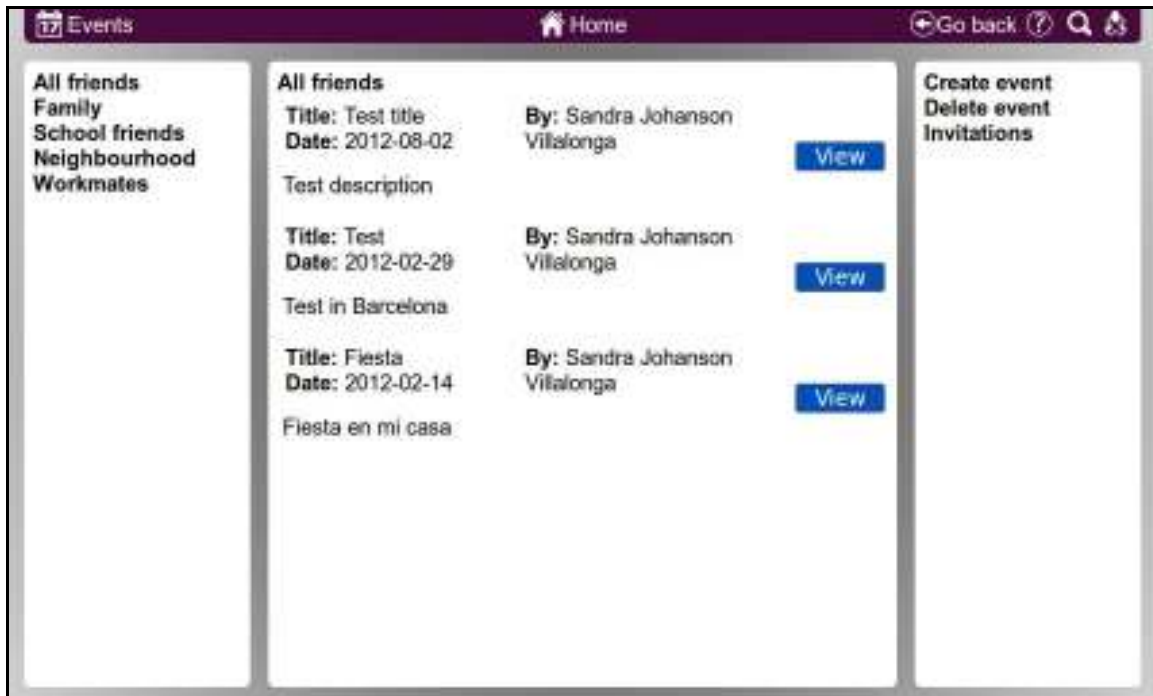 17 Events
Home
Go back ?
All friends
Family
School friends
Neighbourhood
Workmates
All friends
Title: Test title
Date: 2012-08-02
By: Sandra Johanson
Villalonga
View
Test description
Title: Test
Date: 2012-02-29
By: Sandra Johanson
Villalonga
View
Test in Barcelona
Title: Fiesta
Date: 2012-02-14
By: Sandra Johanson
Villalonga
View
Fiesta en mi casa
Create event
Delete event
Invitations